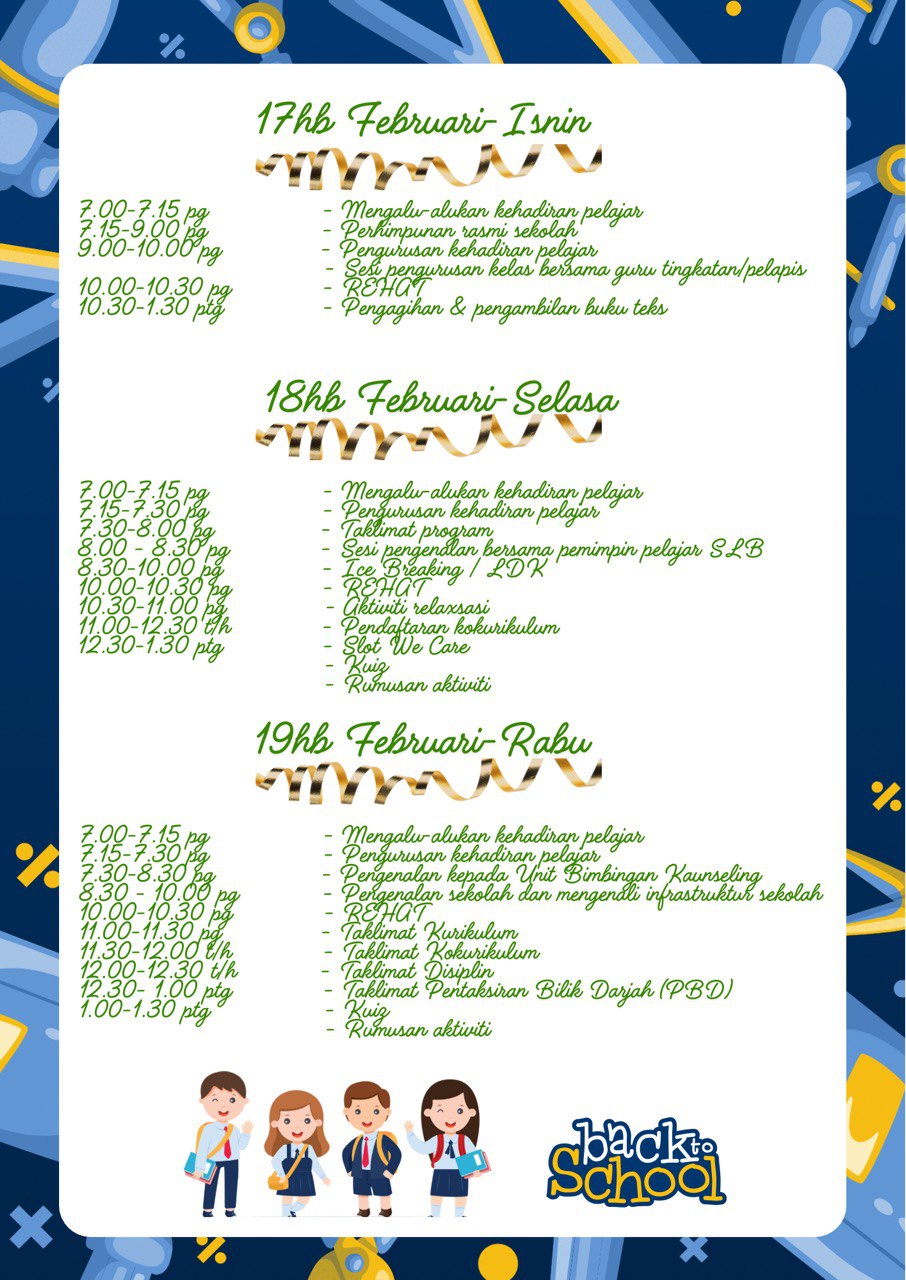 17hb Februari-Isnin
7.00-7.15 pg - Mengalu-alukan kehadiran pelajar
7.15-9.00 pg - Perhimpunan rasmi sekolah
9.00-10.00 pg - Pengurusan kehadiran pelajar
- Sesi pengurusan kelas bersama guru tingkatan/pelapis
10.00-10.30 pg - REHAT
10.30-1.30 ptg - Pengagihan & pengambilan buku teks
18hb Februari-Selasa
7.00-7.15 pg - Mengalu-alukan kehadiran pelajar
7.15-7.30 pg - Pengurusan kehadiran pelajar
7.30-8.00 pg - Taklimat program
8.00 - 8.30 pg - Sesi pengenalan bersama pemimpin pelajar SLB
8.30-10.00 pg - Ice Breaking / LDK
10.00-10.30 pg - REHAT
10.30-11.00 pg - Aktiviti relaxsasi
11.00-12.30 t/h - Pendaftaran kokurikulum
12.30-1.30 ptg - Slot We Care
- Kuiz
- Rumusan aktiviti
19hb Februari-Rabu
7.00-7.15 pg - Mengalu-alukan kehadiran pelajar
7.15-7.30 pg - Pengurusan kehadiran pelajar
7.30-8.30 pg - Pengenalan kepada Unit Bimbingan Kaunseling
8.30 - 10.00 pg - Pengenalan sekolah dan mengenali infrastruktur sekolah
10.00-10.30 pg - REHAT
11.00-11.30 pg - Taklimat Kurikulum
11.30-12.00 t/h - Taklimat Kokurikulum
12.00-12.30 t/h - Taklimat Disiplin
12.30- 1.00 ptg - Taklimat Pentaksiran Bilik Darjah (PBD)
1.00-1.30 ptg - Kuiz
- Rumusan aktiviti
back to
School